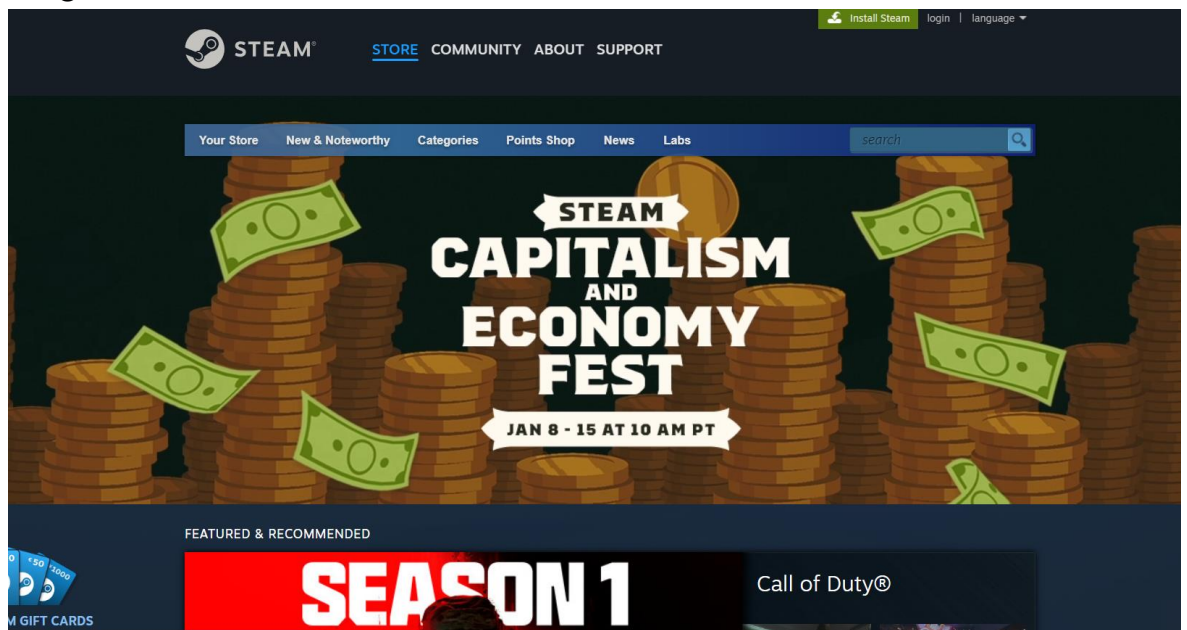 Install Steam login | language
STEAM®
STORE COMMUNITY ABOUT SUPPORT
Your Store New & Noteworthy Categories Points Shop News Labs search
STEAM
CAPITALISM
AND
ECONOMY
FEST
JAN 8 - 15 AT 10 AM PT
FEATURED & RECOMMENDED
SEASON 1
Call of Duty®
M GIFT CARDS